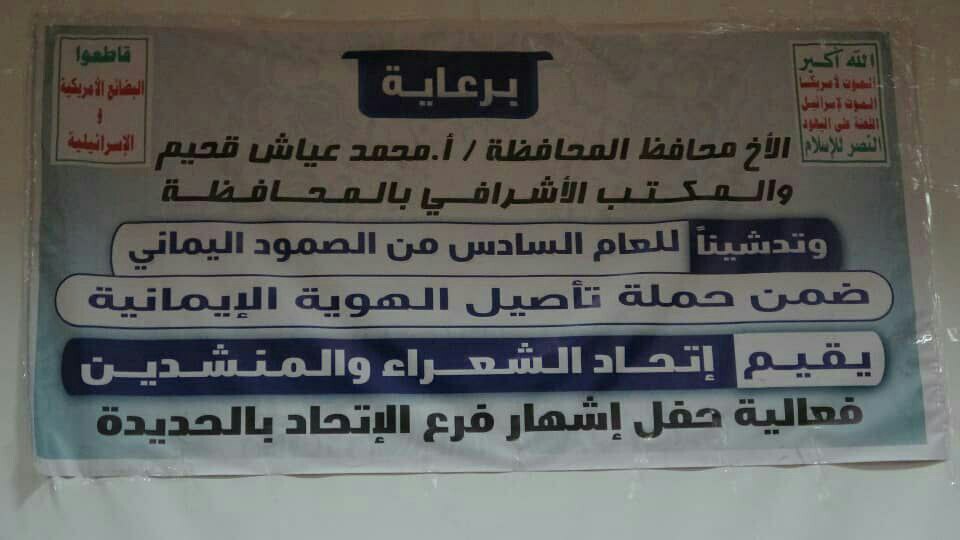 الله أكبر
الموت لأمريكا
الموت لإسرائيل
اللعنة على اليهود
النصر للإسلام
قاطعوا
البضائع الأمريكية
و
الإسرائيلية
برعاية
الأخ محافظ المحافظة / أ.محمد عياش قحيم
والمكتب الأشرافي بالمحافظة
وتدشيناً للعام السادس من الصمود اليماني
ضمن حملة تأصيل الهوية الإيمانية
يقيم إتحاد الشعراء والمنشدين
فعالية حفل إشهار فرع الإتحاد بالحديدة